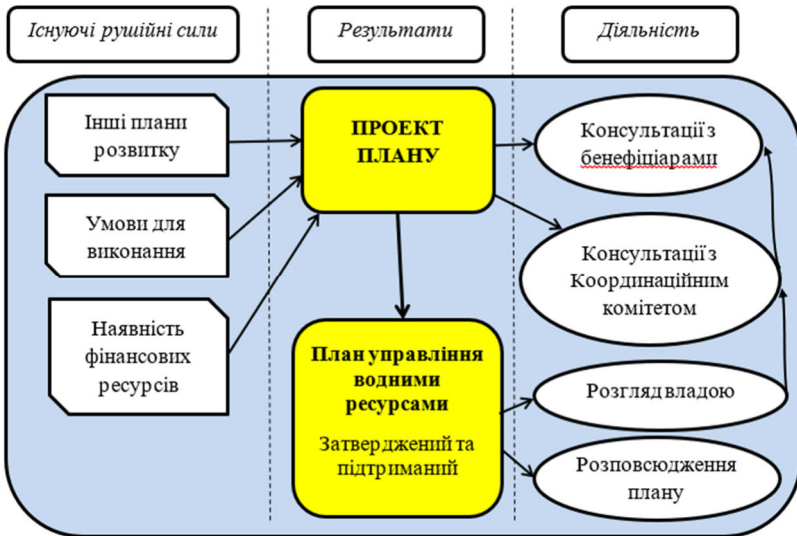 Існуючі рушійні сили
Результати
Діяльність
Інші плани
розвитку
Умови для
виконання
Наявність
фінансових
ресурсів
ПРОЕКТ
ПЛАНУ
План управління
водними
ресурсами
Затверджений та
підтриманий
Консультації з
бенефіціарами
Консультації з
Координаційним
комітетом
Розгляд владою
Розповсюдження
плану